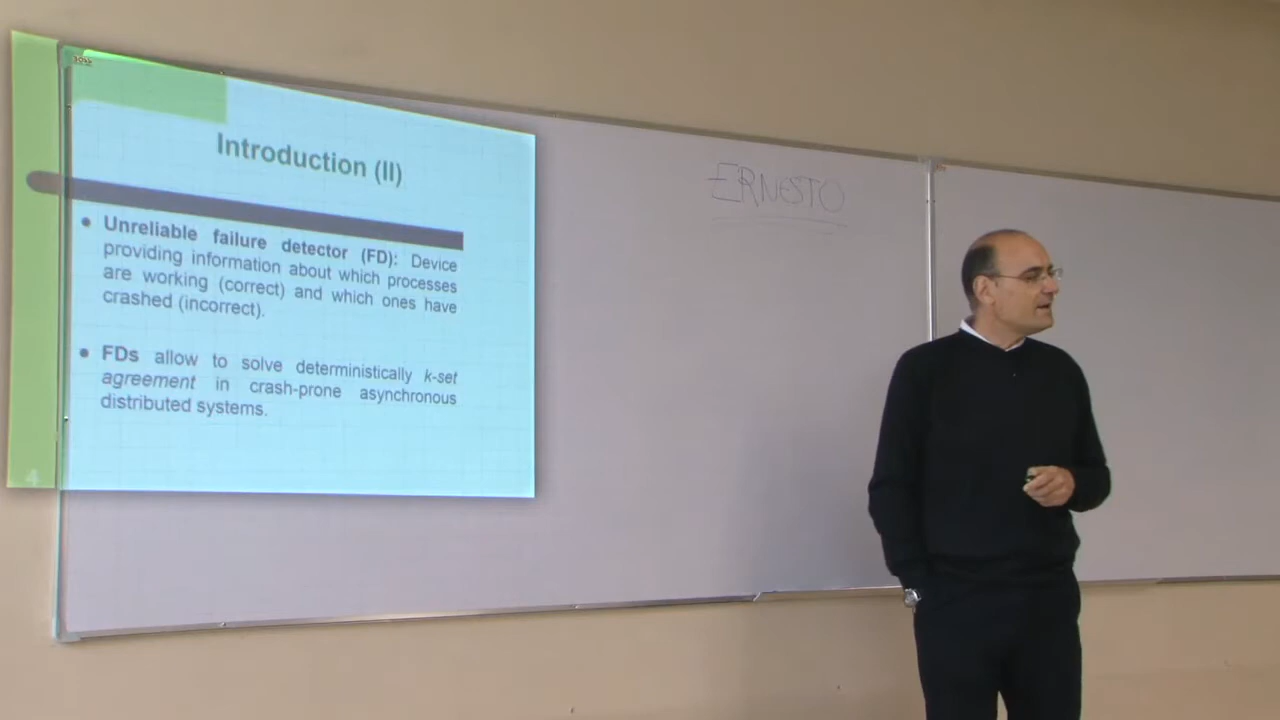 Introduction (II)
● Unreliable failure detector (FD): Device
providing information about which processes
are working (correct) and which ones have
crashed (incorrect).
● FDs allow to solve deterministically k-set
agreement in crash-prone asynchronous
distributed systems.
4
ERNESTO